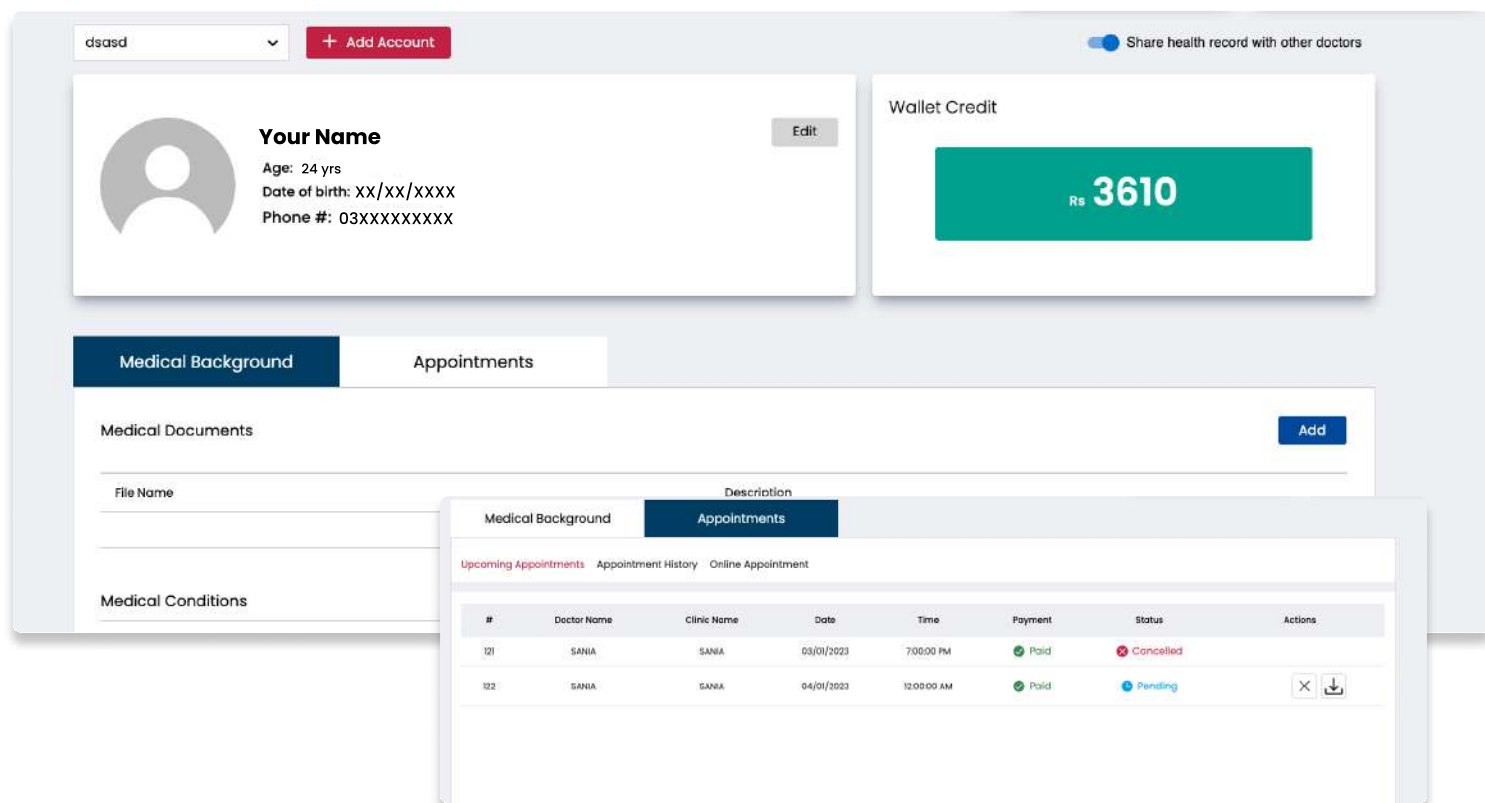 dsasd
+ Add Account
Share health record with other doctors
Your Name
Age: 24 yrs
Date of birth: XX/XX/XXXX
Phone #: 03XXXXXXXXX
Edit
Wallet Credit
Rs 3610
Medical Background Appointments
Medical Documents
Add
File Name Description
Medical Conditions
Medical Background Appointments
Upcoming Appointments Appointment History Online Appointment
# Doctor Name Clinic Name Date Time Payment Status Actions
121 SANIA SANIA 03/01/2023 7:00:00 PM Paid Cancelled
122 SANIA SANIA 04/01/2023 12:00:00 AM Paid Pending